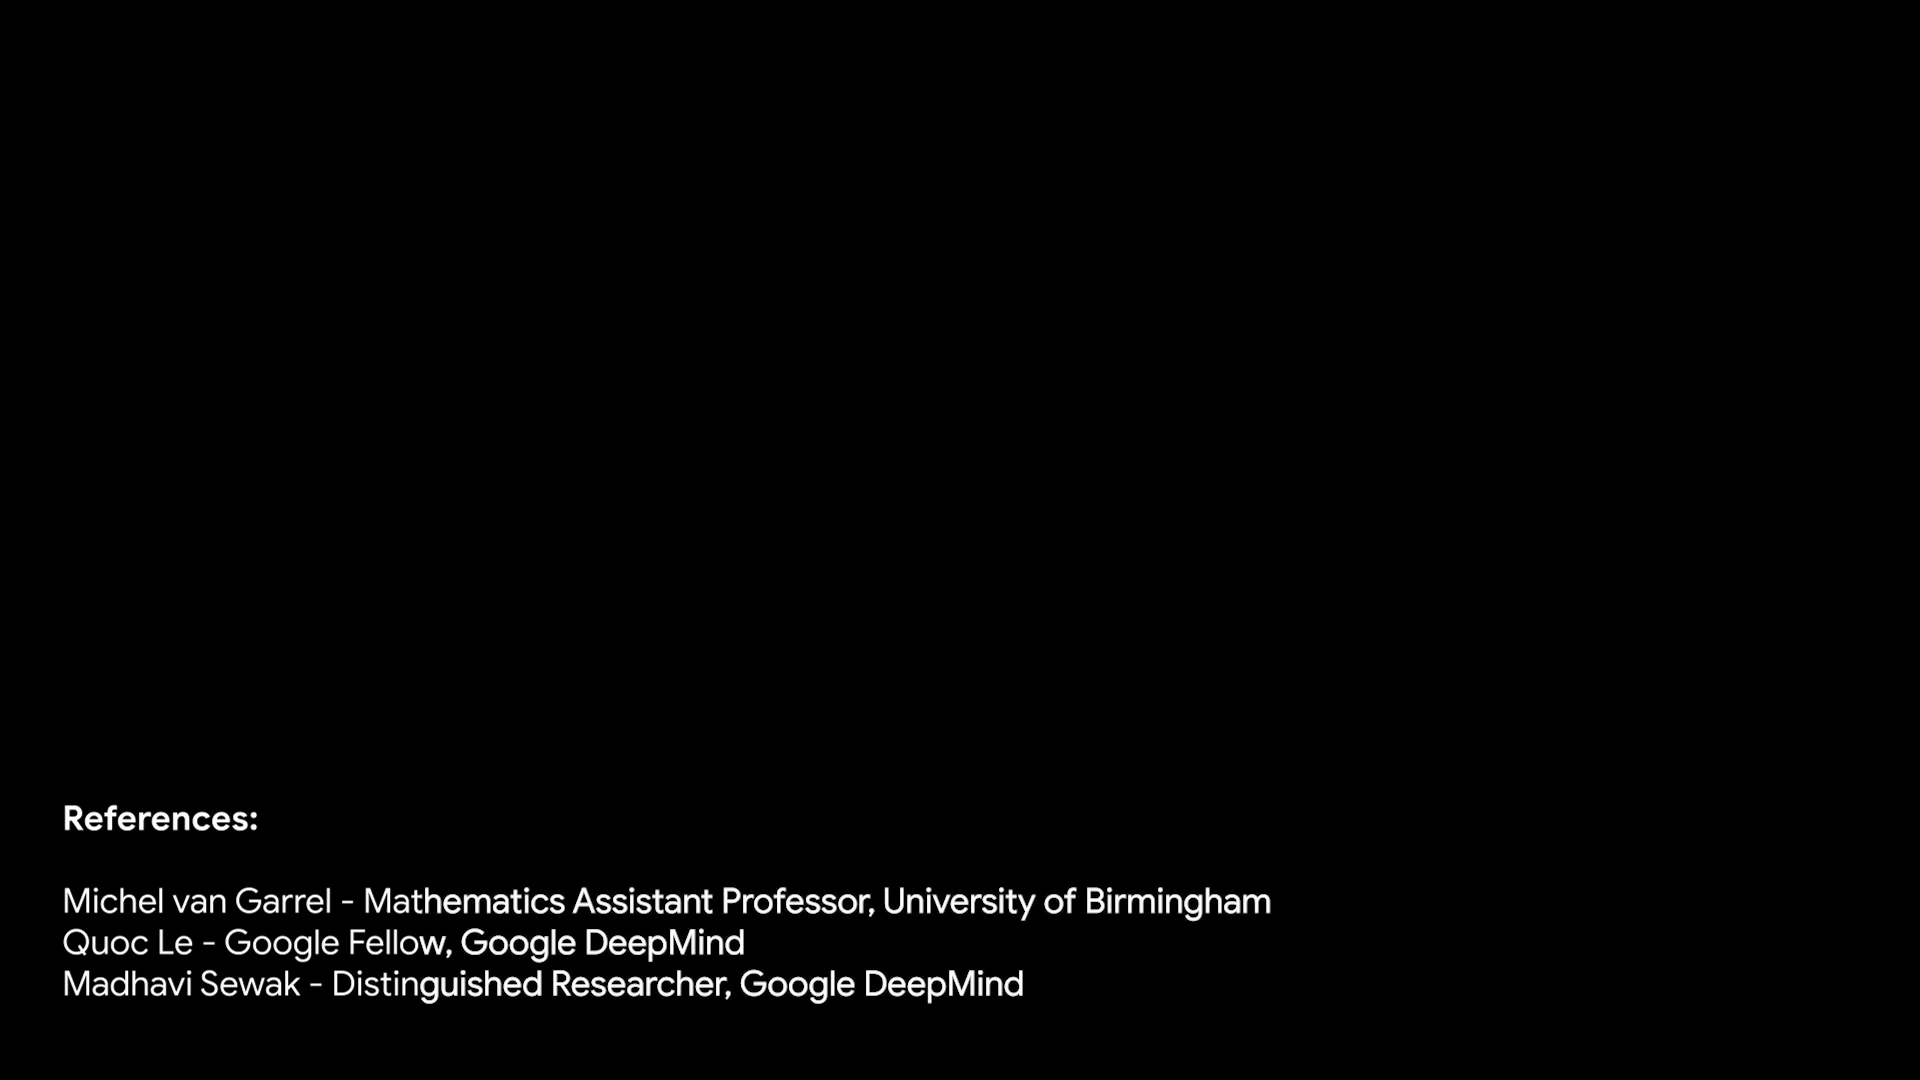 References:
Michel van Garrel - Mathematics Assistant Professor, University of Birmingham
Quoc Le - Google Fellow, Google DeepMind
Madhavi Sewak - Distinguished Researcher, Google DeepMind